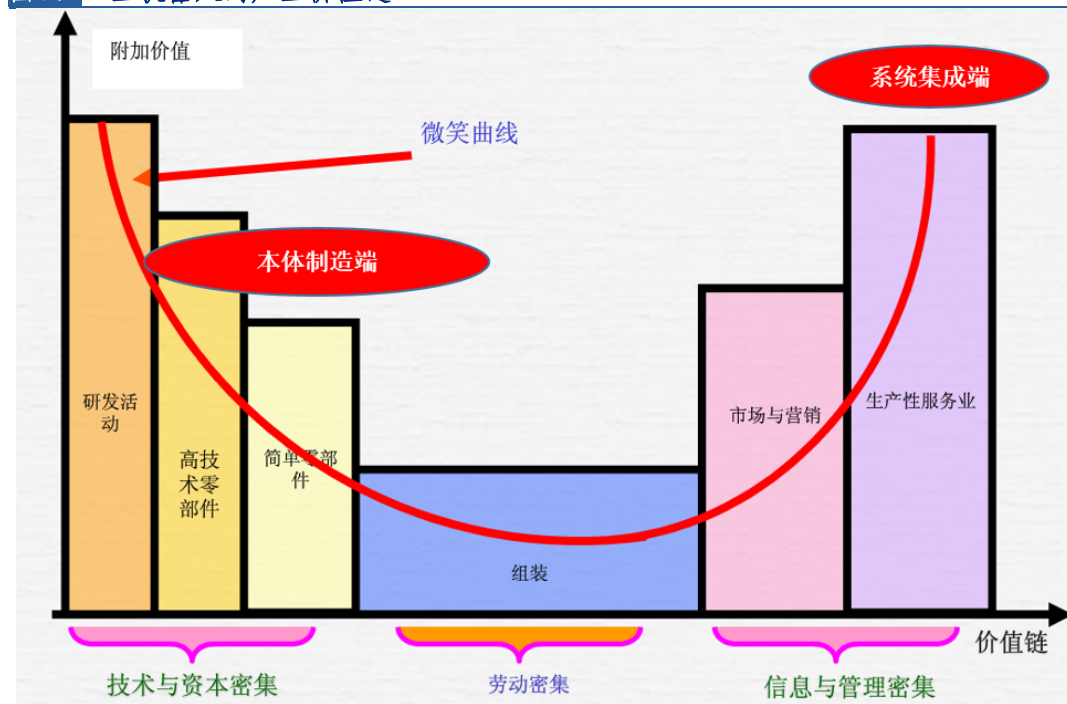 附加价值
系统集成端
微笑曲线
本体制造端
研发活
动
高技
术零
部件
简单零部
件
组装
市场与营销
生产性服务业
价值链
技术与资本密集
劳动密集
信息与管理密集